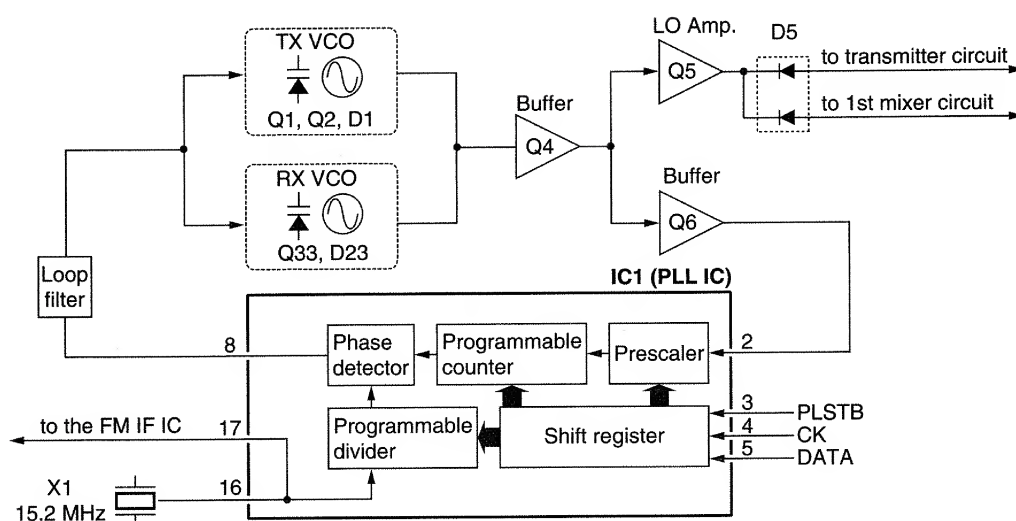 TX VCO
Q1, Q2, D1
RX VCO
Q33, D23
Loop
filter
Buffer
Q4
LO Amp.
Q5
D5
to transmitter circuit
to 1st mixer circuit
Buffer
Q6
IC1 (PLL IC)
Phase
detector
Programmable
counter
Prescaler
Programmable
divider
Shift register
8
2
3
PLSTB
4
CK
5
DATA
to the FM IF IC
17
16
X1
15.2 MHz